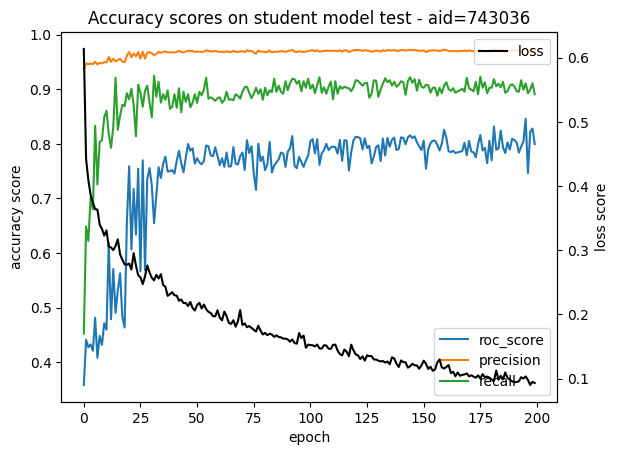 Accuracy scores on student model test - aid=743036
accuracy score
1.0
0.9
0.8
0.7
0.6
0.5
0.4
loss
0.6
0.5
0.4
0.3
0.2
0.1
loss score
roc_score
precision
recall
0 25 50 75 100 125 150 175 200
epoch